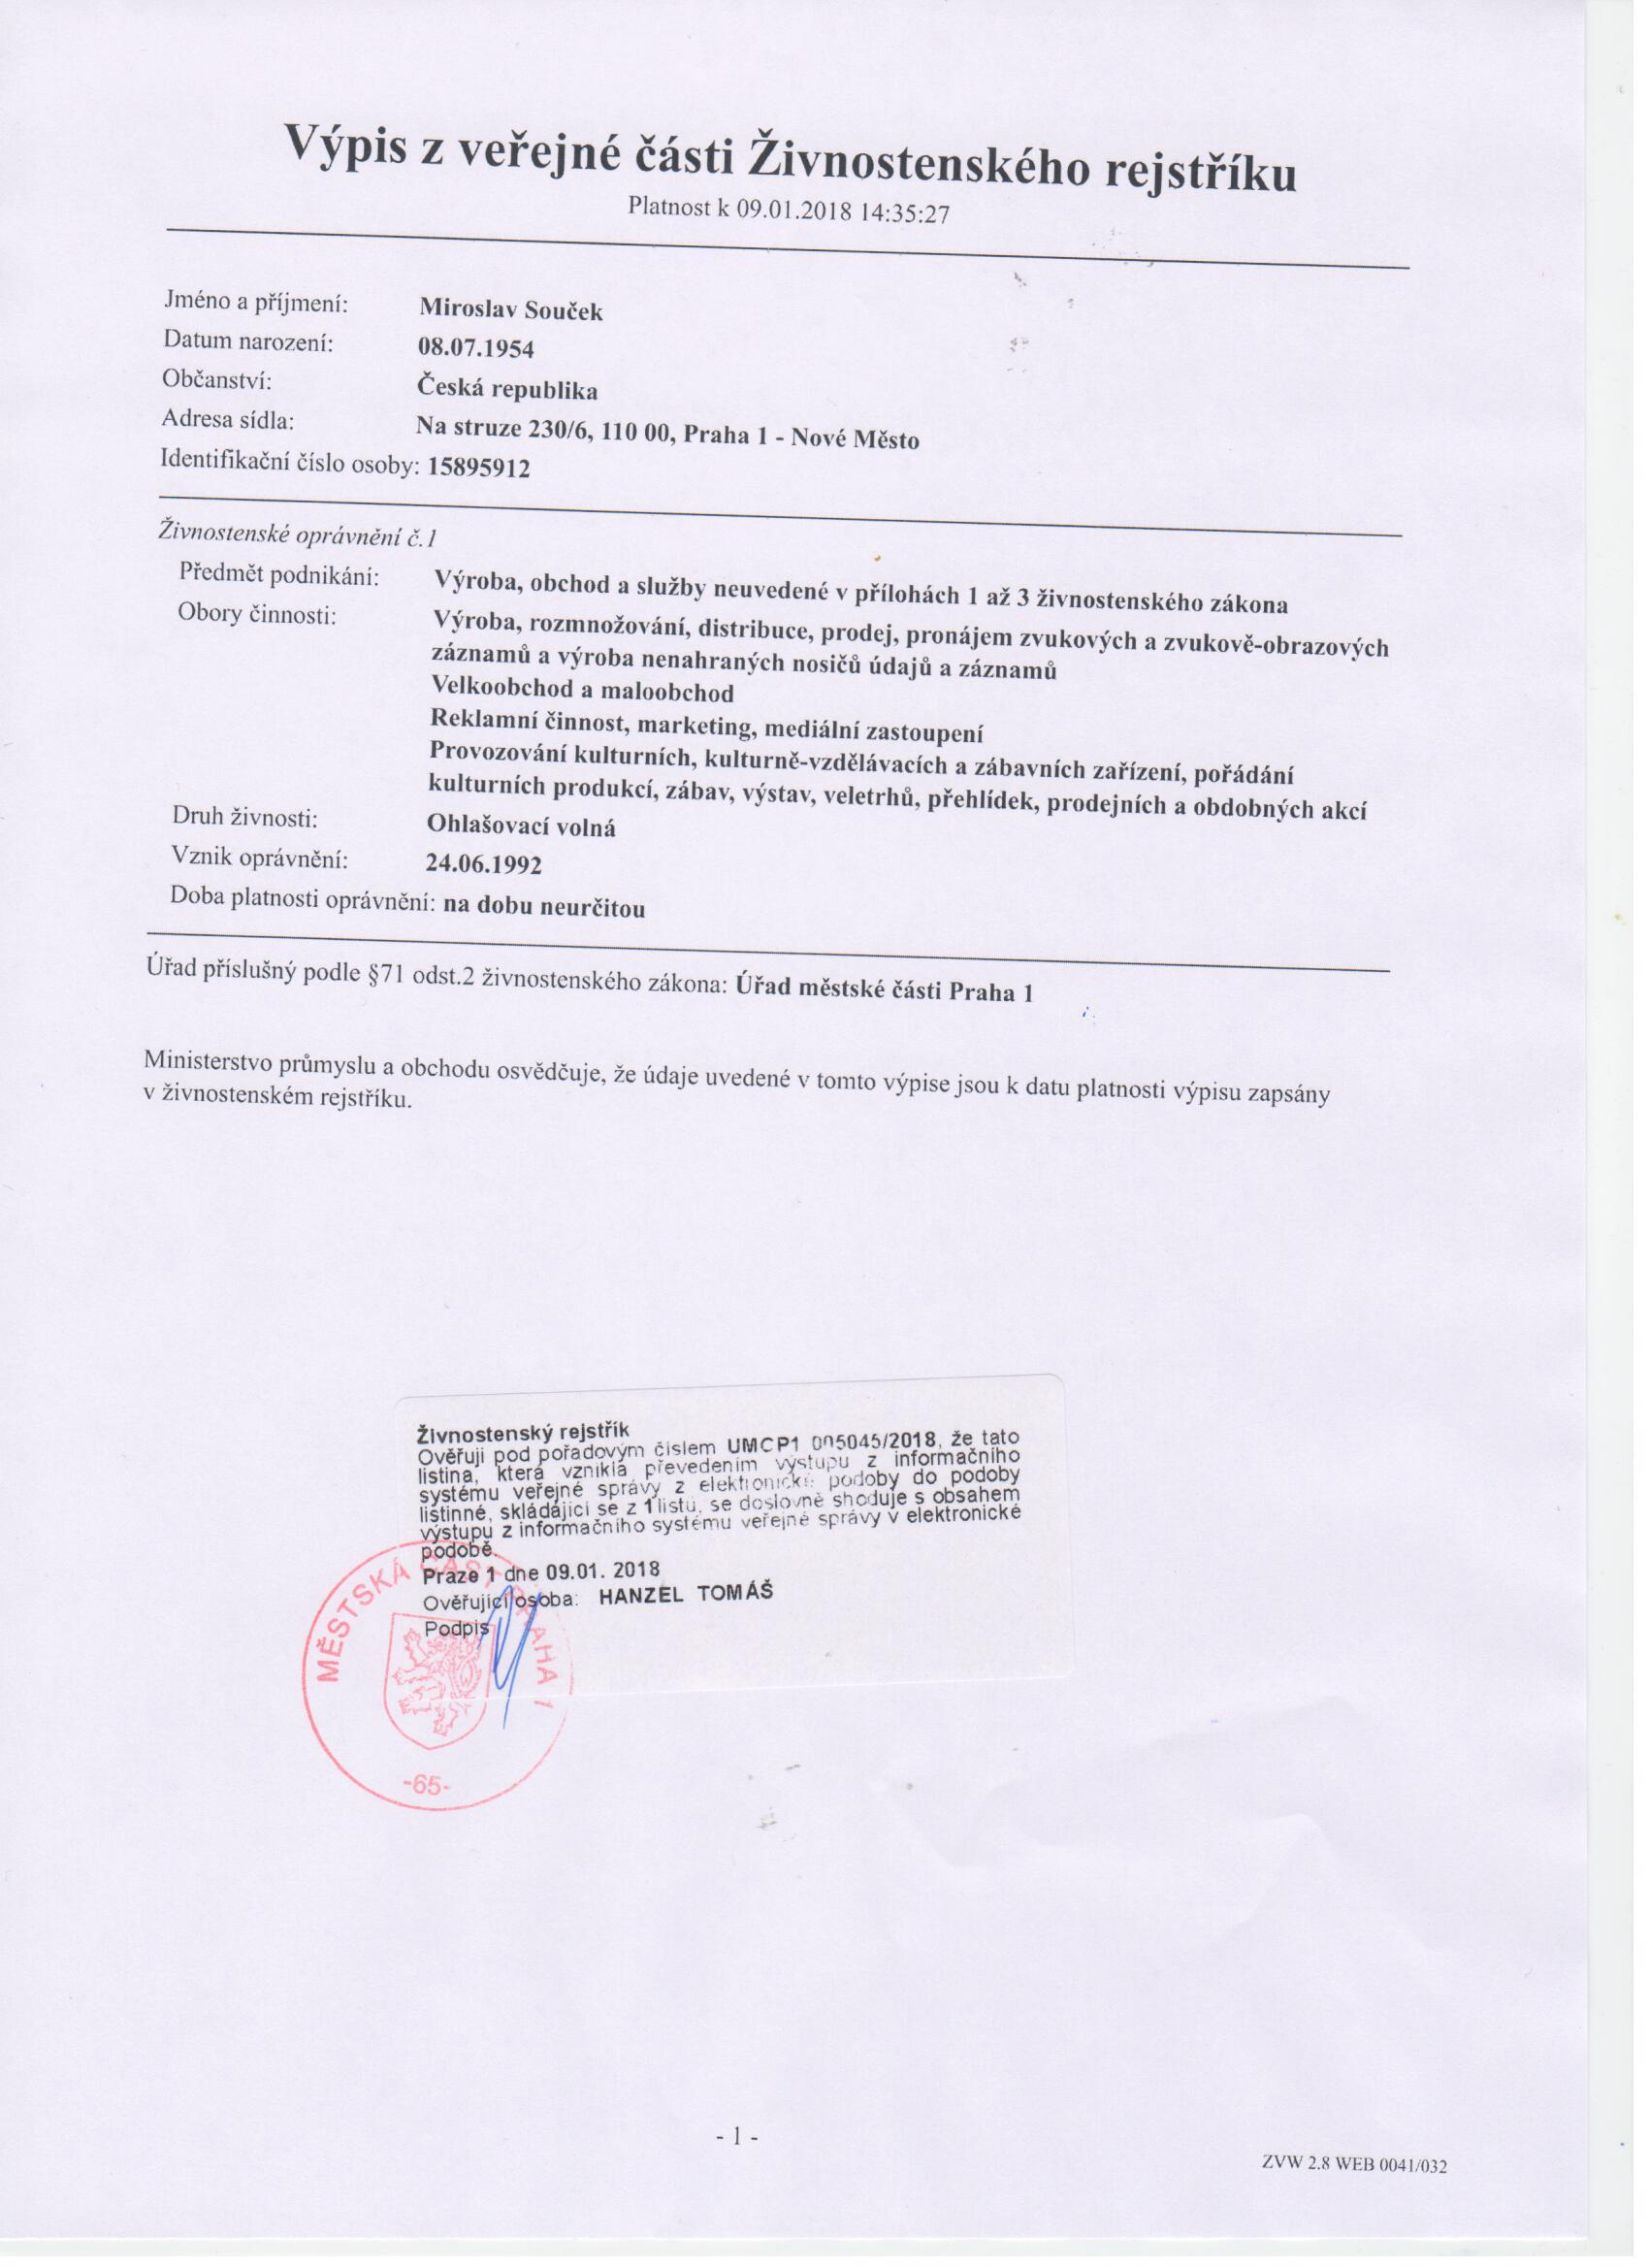 Výpis z veřejné části Živnostenského rejstříku
Platnost k 09.01.2018 14:35:27
Jméno a příjmení: Miroslav Souček
Datum narození: 08.07.1954
Občanství: Česká republika
Adresa sídla: Na struze 230/6, 110 00, Praha 1 - Nové Město
Identifikační číslo osoby: 15895912
Živnostenské oprávnění č.1
Předmět podnikání: Výroba, obchod a služby neuvedené v přílohách 1 až 3 živnostenského zákona
Obory činnosti: Výroba, rozmnožování, distribuce, prodej, pronájem zvukových a zvukově-obrazových
záznamů a výroba nenahraných nosičů údajů a záznamů
Velkoobchod a maloobchod
Reklamní činnost, marketing, mediální zastoupení
Provozování kulturních, kulturně-vzdělávacích a zábavních zařízení, pořádání
kulturních produkcí, zábav, výstav, veletrhů, přehlídek, prodejních a obdobných akcí
Druh živnosti: Ohlašovací volná
Vznik oprávnění: 24.06.1992
Doba platnosti oprávnění: na dobu neurčitou
Úřad příslušný podle §71 odst.2 živnostenského zákona: Úřad městské části Praha 1
Ministerstvo průmyslu a obchodu osvědčuje, že údaje uvedené v tomto výpise jsou k datu platnosti výpisu zapsány
v živnostenském rejstříku.
Živnostenský rejstřík
Ověřuji pod pořadovým číslem UMCP1 005045/2018, že tato
listina, která vznikla převedením výstupu z informačního
systému veřejné správy z elektronické podoby do podoby
listinné, skládající se z 1 listu, se doslovně shoduje s obsahem
výstupu z informačního systému veřejné správy v elektronické
podobě.
Praze 1 dne 09.01. 2018
Ověřující osoba: HANZEL TOMÁŠ
Podpis
MĚSTSKÁ ČÁST PRAHA 1
-65-
- 1 -
ZVW 2.8 WEB 0041/032